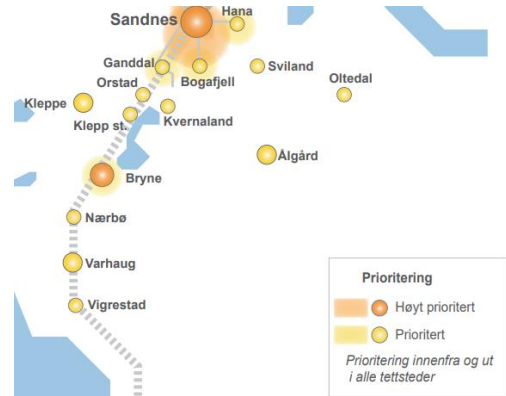 Hana
Sandnes
Ganddal
Bogafjell
Sviland
Orstad
Oltedal
Kleppe
Klepp st.
Kvernaland
Ålgård
Bryne
Nærbø
Varhaug
Vigrestad
Prioritering
Høyt prioritert
Prioritert
Prioritering innenfra og ut
i alle tettsteder